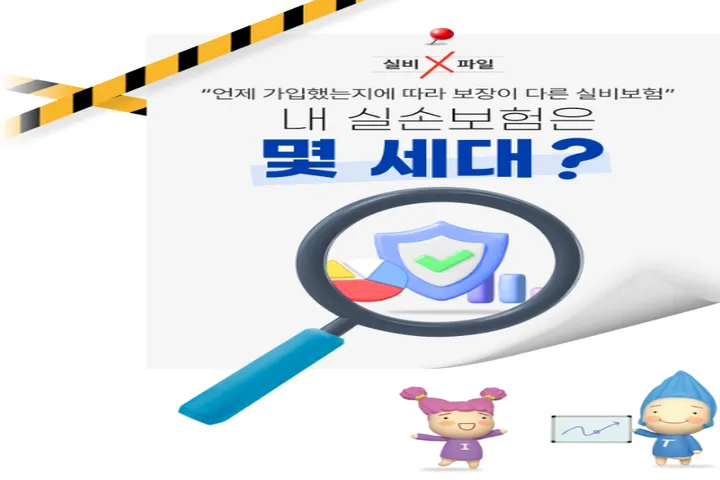 실비 X 파일
“언제 가입했는지에 따라 보장이 다른 실비보험”
내 실손보험은
몇 세대?
I
T